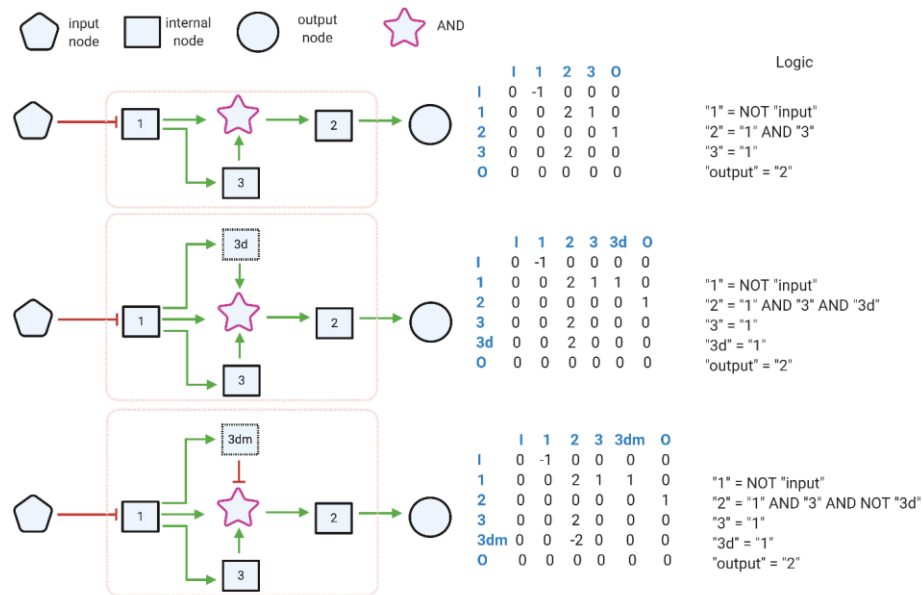 input node
internal node
output node
AND
1
2
3
I 1 2 3 O
I 0 -1 0 0 0
1 0 0 2 1 0
2 0 0 0 0 1
3 0 0 2 0 0
O 0 0 0 0 0
Logic
"1" = NOT "input"
"2" = "1" AND "3"
"3" = "1"
"output" = "2"
3d
1
2
3
I 1 2 3 3d O
I 0 -1 0 0 0 0
1 0 0 2 1 1 0
2 0 0 0 0 0 1
3 0 0 2 0 0 0
3d 0 0 2 0 0 0
O 0 0 0 0 0 0
"1" = NOT "input"
"2" = "1" AND "3" AND "3d"
"3" = "1"
"3d" = "1"
"output" = "2"
3dm
1
2
3
I 1 2 3 3dm O
I 0 -1 0 0 0 0
1 0 0 2 1 1 0
2 0 0 0 0 0 1
3 0 0 2 0 0 0
3dm 0 0 -2 0 0 0
O 0 0 0 0 0 0
"1" = NOT "input"
"2" = "1" AND "3" AND NOT "3d"
"3" = "1"
"3d" = "1"
"output" = "2"